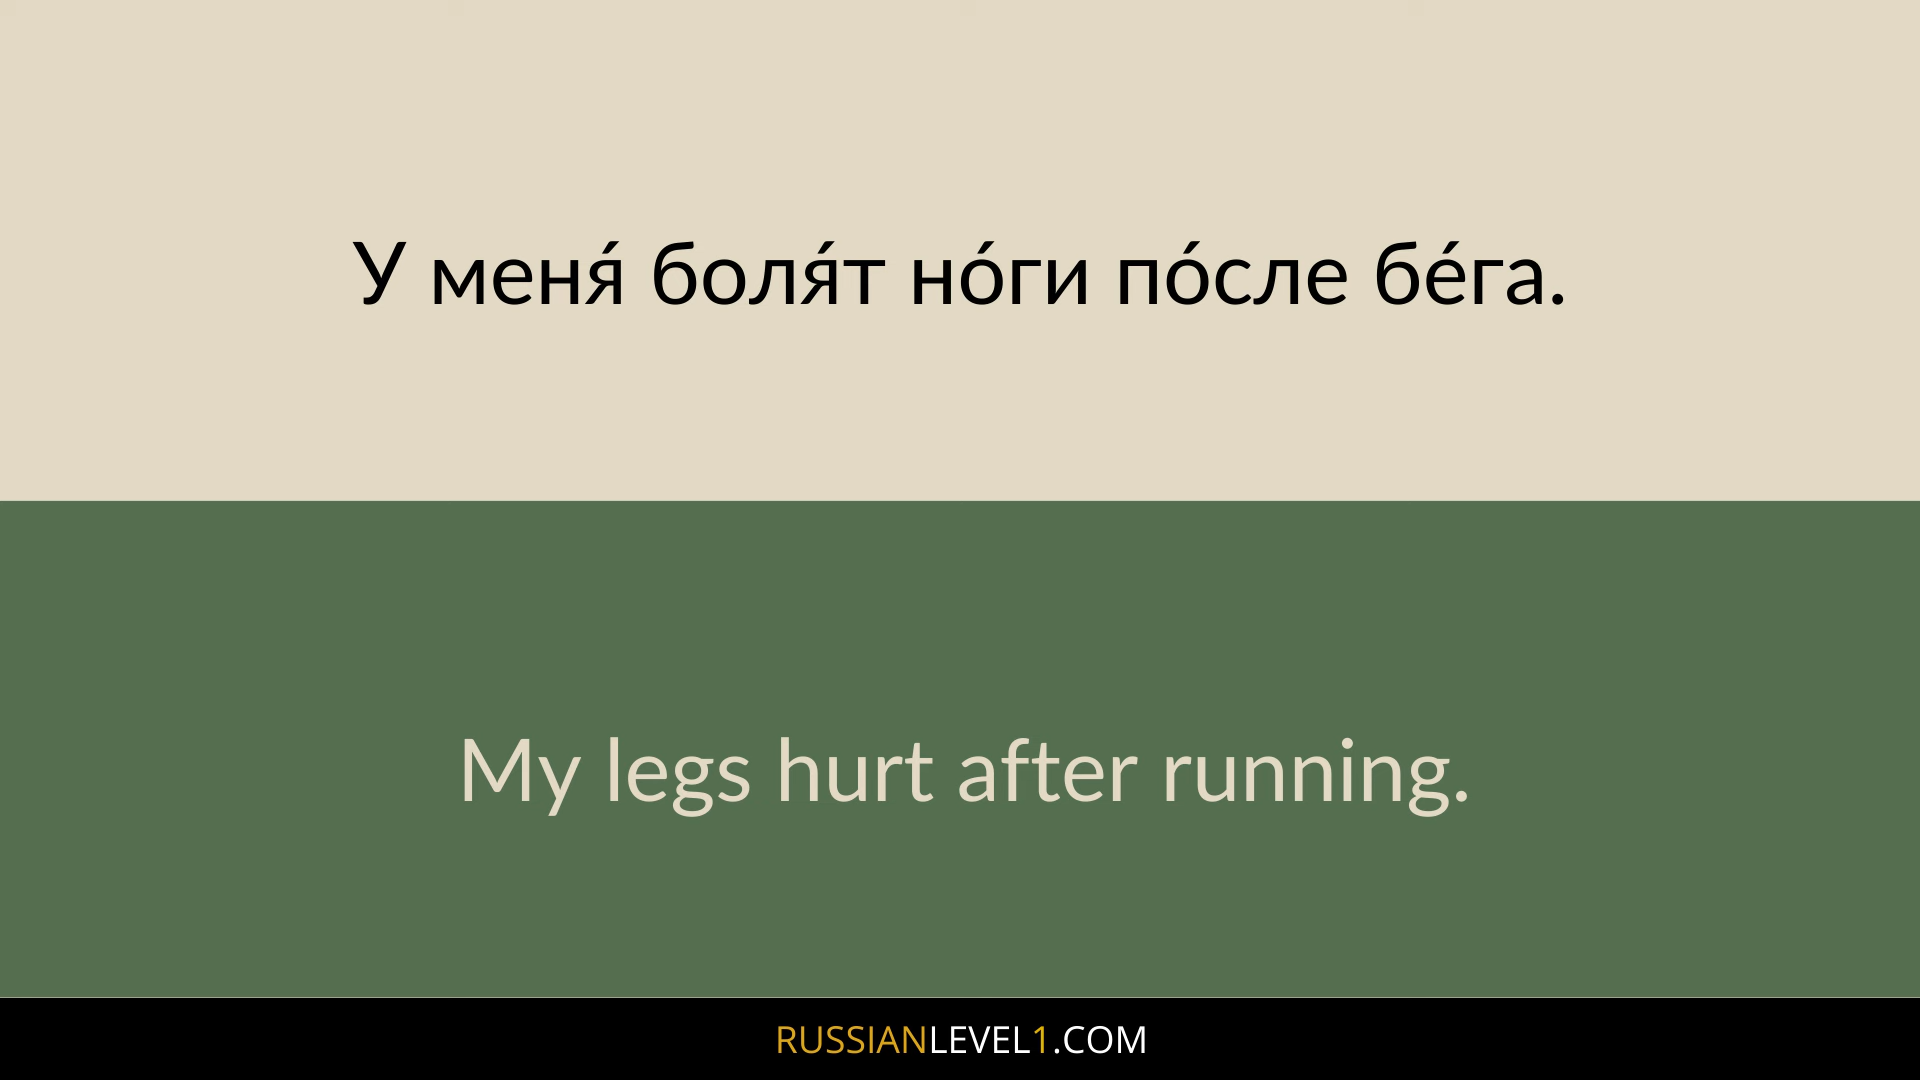 У меня́ боля́т но́ги по́сле бе́га.
My legs hurt after running.
RUSSIANLEVEL1.COM